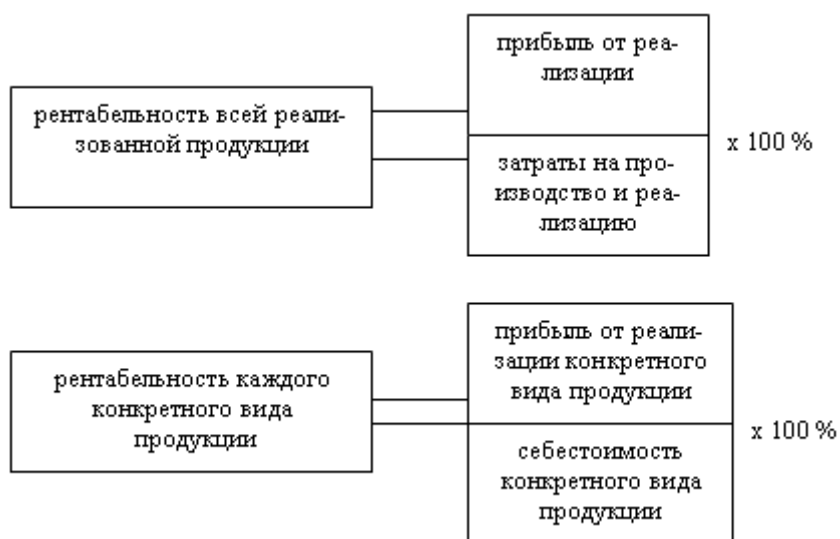 прибыль от реа-
лизации
рентабельность всей реали-
зованной продукции
х 100 %
затраты на про-
изводство и реа-
лизацию
прибыль от реали-
зации конкретного
вида продукции
рентабельность каждого
конкретного вида
продукции
х 100 %
себестоимость
конкретного вида
продукции